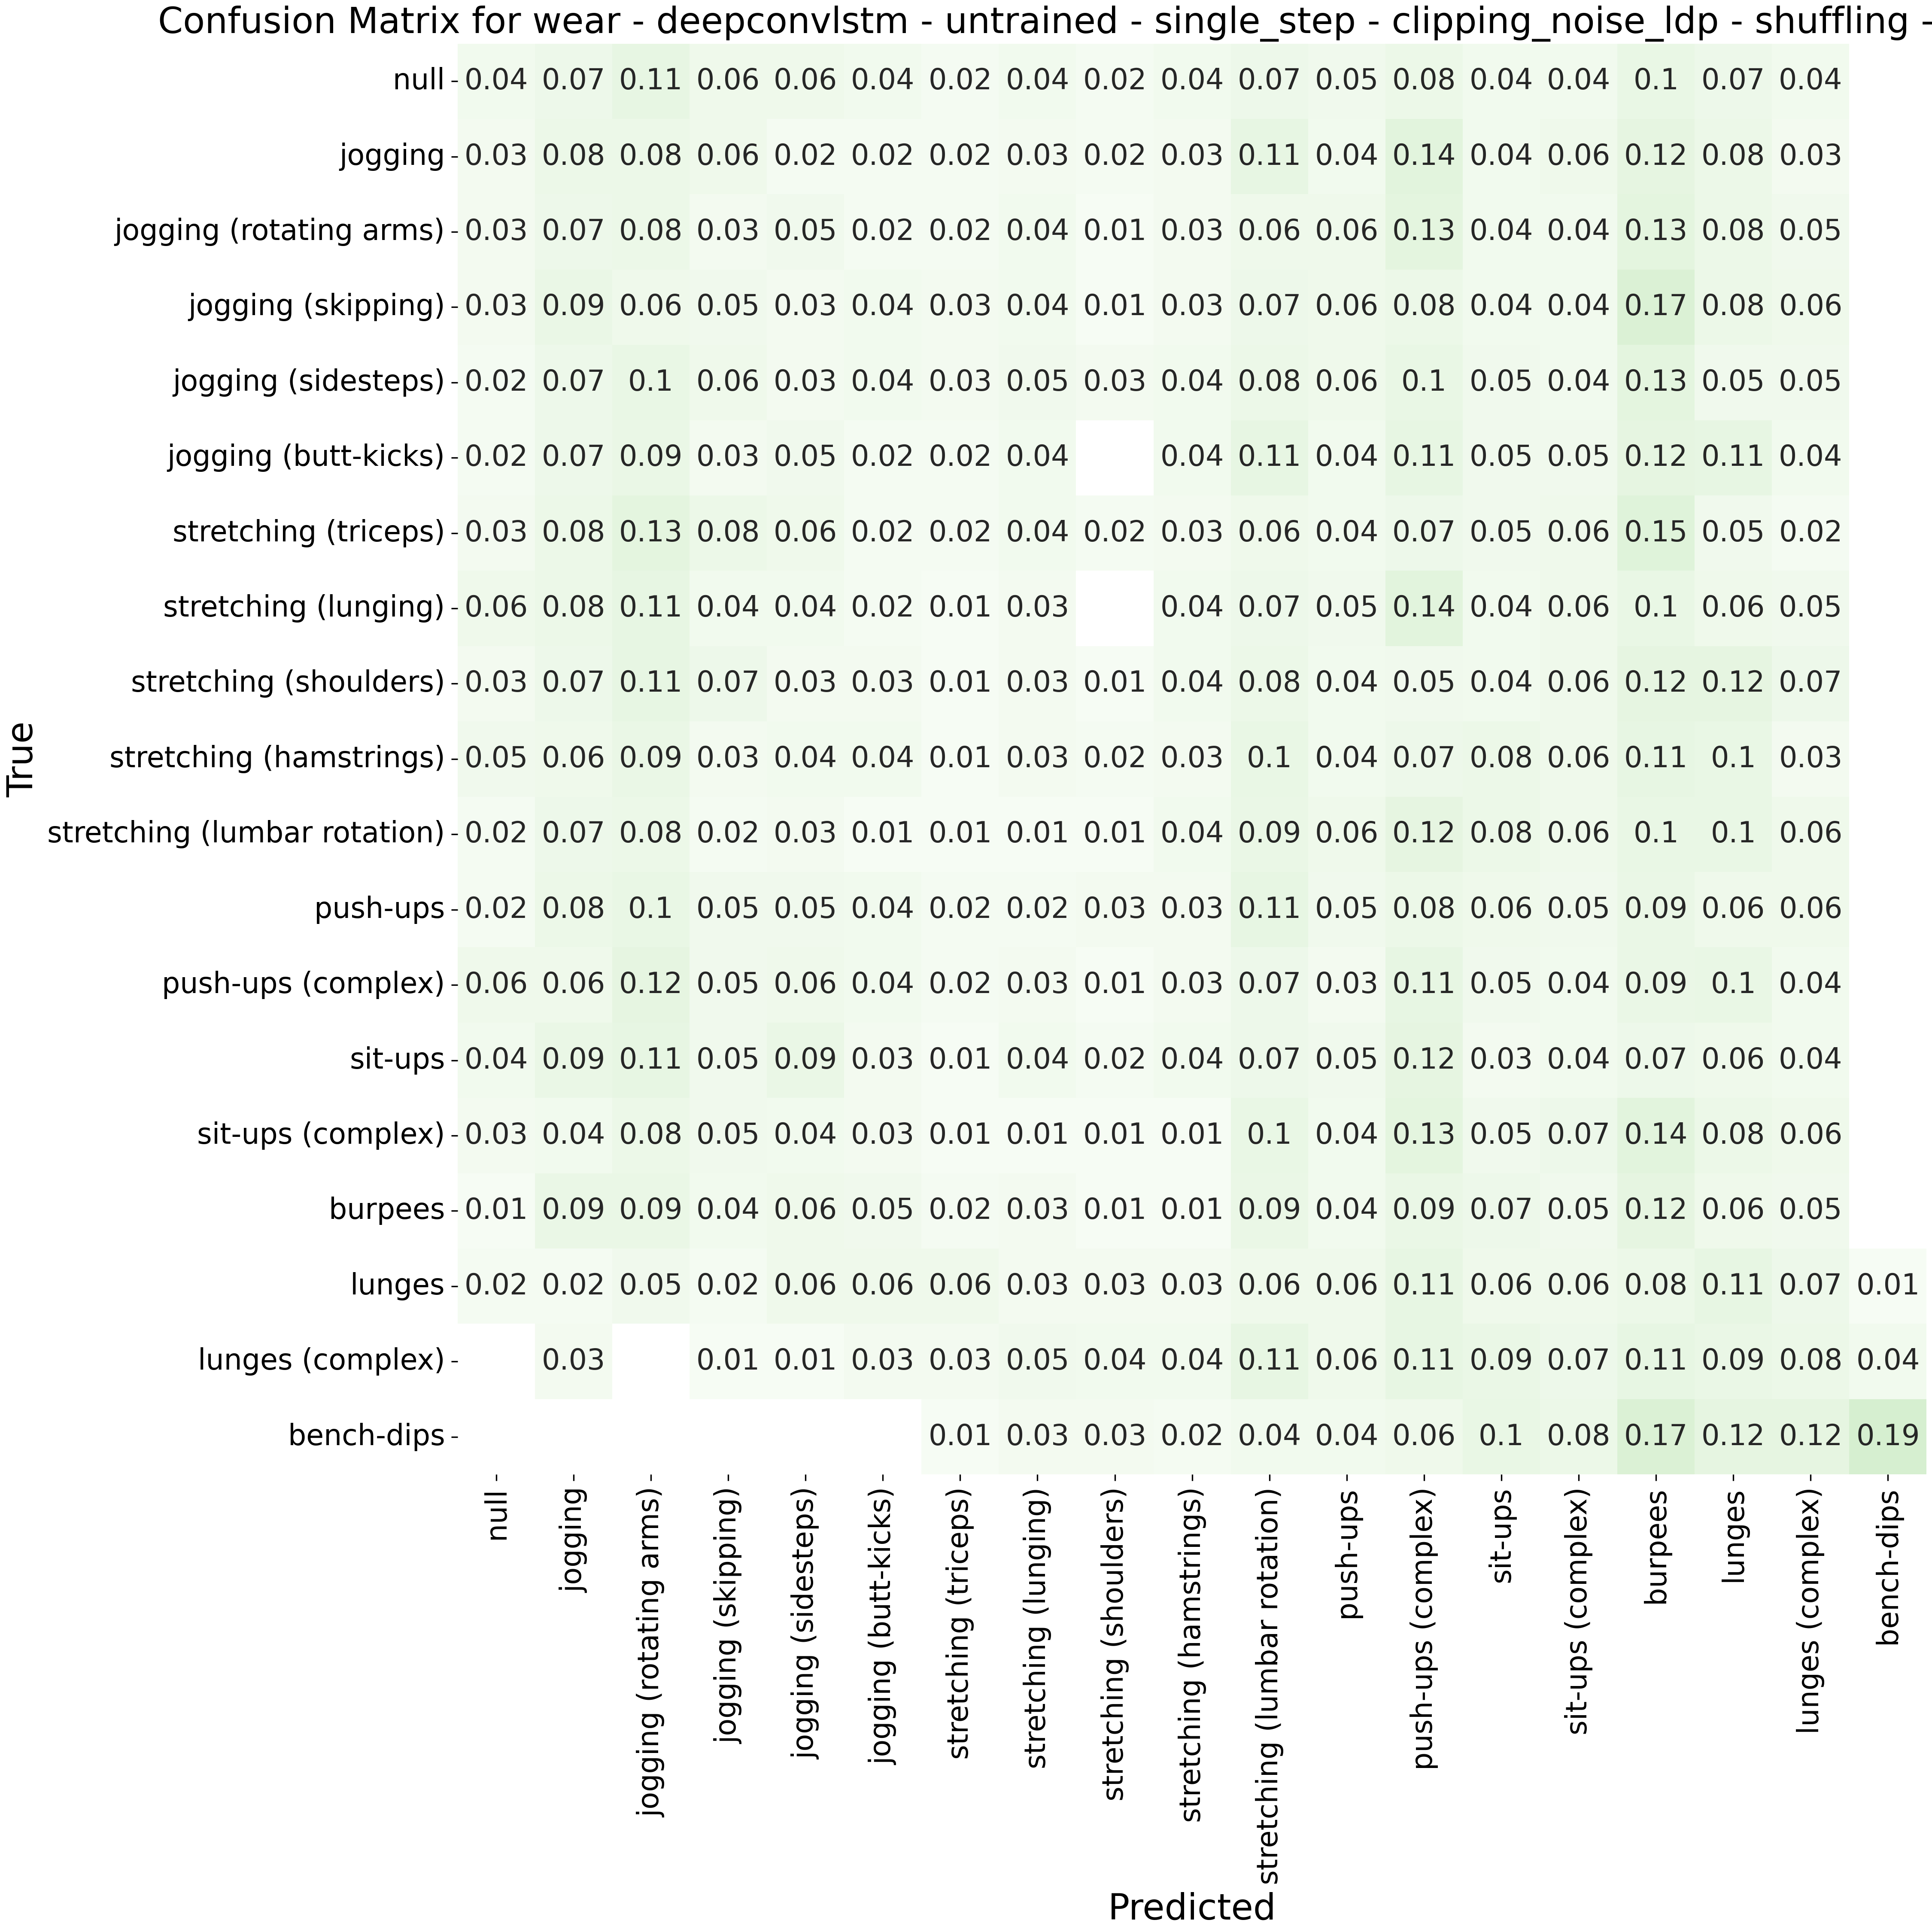 Confusion Matrix for wear - deepconvlstm - untrained - single_step - clipping_noise_ldp - shuffling -
null 0.04 0.07 0.11 0.06 0.06 0.04 0.02 0.04 0.02 0.04 0.07 0.05 0.08 0.04 0.04 0.1 0.07 0.04
jogging 0.03 0.08 0.08 0.06 0.02 0.02 0.02 0.03 0.02 0.03 0.11 0.04 0.14 0.04 0.06 0.12 0.08 0.03
jogging (rotating arms) 0.03 0.07 0.08 0.03 0.05 0.02 0.02 0.04 0.01 0.03 0.06 0.06 0.13 0.04 0.04 0.13 0.08 0.05
jogging (skipping) 0.03 0.09 0.06 0.05 0.03 0.04 0.03 0.04 0.01 0.03 0.07 0.06 0.08 0.04 0.04 0.17 0.08 0.06
jogging (sidesteps) 0.02 0.07 0.1 0.06 0.03 0.04 0.03 0.05 0.03 0.04 0.08 0.06 0.1 0.05 0.04 0.13 0.05 0.05
jogging (butt-kicks) 0.02 0.07 0.09 0.03 0.05 0.02 0.02 0.04 0.04 0.11 0.04 0.11 0.05 0.05 0.12 0.11 0.04
stretching (triceps) 0.03 0.08 0.13 0.08 0.06 0.02 0.02 0.04 0.02 0.03 0.06 0.04 0.07 0.05 0.06 0.15 0.05 0.02
stretching (lunging) 0.06 0.08 0.11 0.04 0.04 0.02 0.01 0.03 0.04 0.07 0.05 0.14 0.04 0.06 0.1 0.06 0.05
stretching (shoulders) 0.03 0.07 0.11 0.07 0.03 0.03 0.01 0.03 0.01 0.04 0.08 0.04 0.05 0.04 0.06 0.12 0.12 0.07
stretching (hamstrings) 0.05 0.06 0.09 0.03 0.04 0.04 0.01 0.03 0.02 0.03 0.1 0.04 0.07 0.08 0.06 0.11 0.1 0.03
stretching (lumbar rotation) 0.02 0.07 0.08 0.02 0.03 0.01 0.01 0.01 0.01 0.04 0.09 0.06 0.12 0.08 0.06 0.1 0.1 0.06
push-ups 0.02 0.08 0.1 0.05 0.05 0.04 0.02 0.02 0.03 0.03 0.11 0.05 0.08 0.06 0.05 0.09 0.06 0.06
push-ups (complex) 0.06 0.06 0.12 0.05 0.06 0.04 0.02 0.03 0.01 0.03 0.07 0.03 0.11 0.05 0.04 0.09 0.1 0.04
sit-ups 0.04 0.09 0.11 0.05 0.09 0.03 0.01 0.04 0.02 0.04 0.07 0.05 0.12 0.03 0.04 0.07 0.06 0.04
sit-ups (complex) 0.03 0.04 0.08 0.05 0.04 0.03 0.01 0.01 0.01 0.01 0.1 0.04 0.13 0.05 0.07 0.14 0.08 0.06
burpees 0.01 0.09 0.09 0.04 0.06 0.05 0.02 0.03 0.01 0.01 0.09 0.04 0.09 0.07 0.05 0.12 0.06 0.05
lunges 0.02 0.02 0.05 0.02 0.06 0.06 0.06 0.03 0.03 0.03 0.06 0.06 0.11 0.06 0.06 0.08 0.11 0.07 0.01
lunges (complex) 0.03 0.01 0.01 0.03 0.03 0.05 0.04 0.04 0.11 0.06 0.11 0.09 0.07 0.11 0.09 0.08 0.04
bench-dips 0.01 0.03 0.03 0.02 0.04 0.04 0.06 0.1 0.08 0.17 0.12 0.12 0.19
True
null
jogging
jogging (rotating arms)
jogging (skipping)
jogging (sidesteps)
jogging (butt-kicks)
stretching (triceps)
stretching (lunging)
stretching (shoulders)
stretching (hamstrings)
stretching (lumbar rotation)
push-ups
push-ups (complex)
sit-ups
sit-ups (complex)
burpees
lunges
lunges (complex)
bench-dips
Predicted